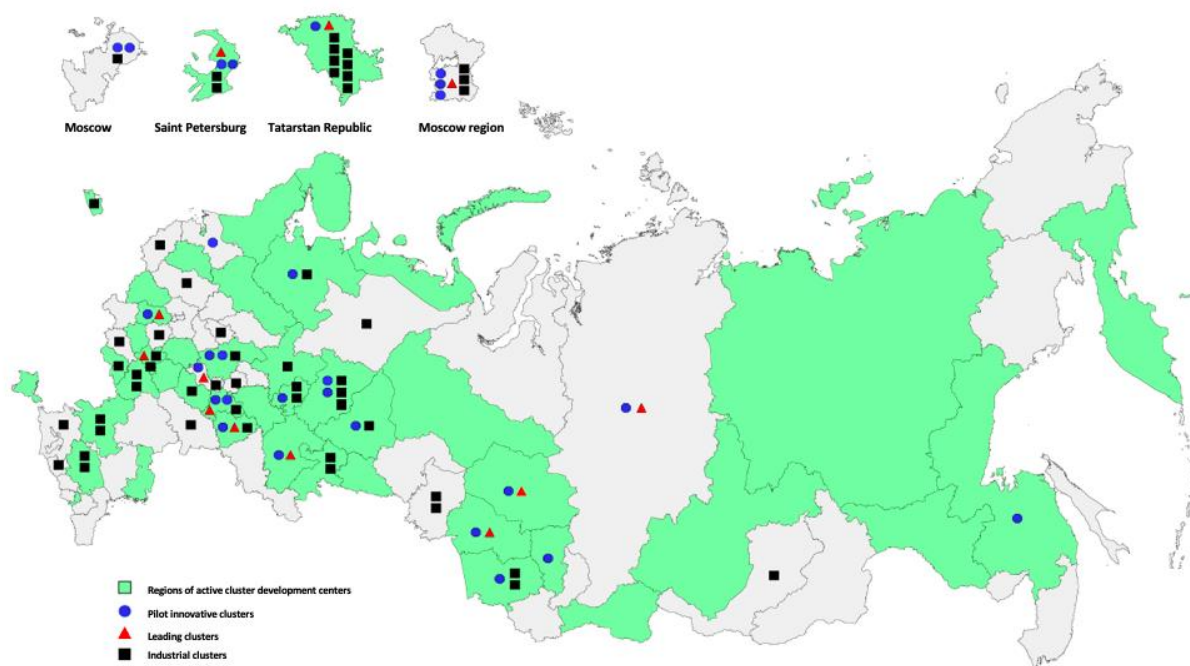 Moscow
Saint Petersburg
Tatarstan Republic
Moscow region
Regions of active cluster development centers
Pilot innovative clusters
Leading clusters
Industrial clusters